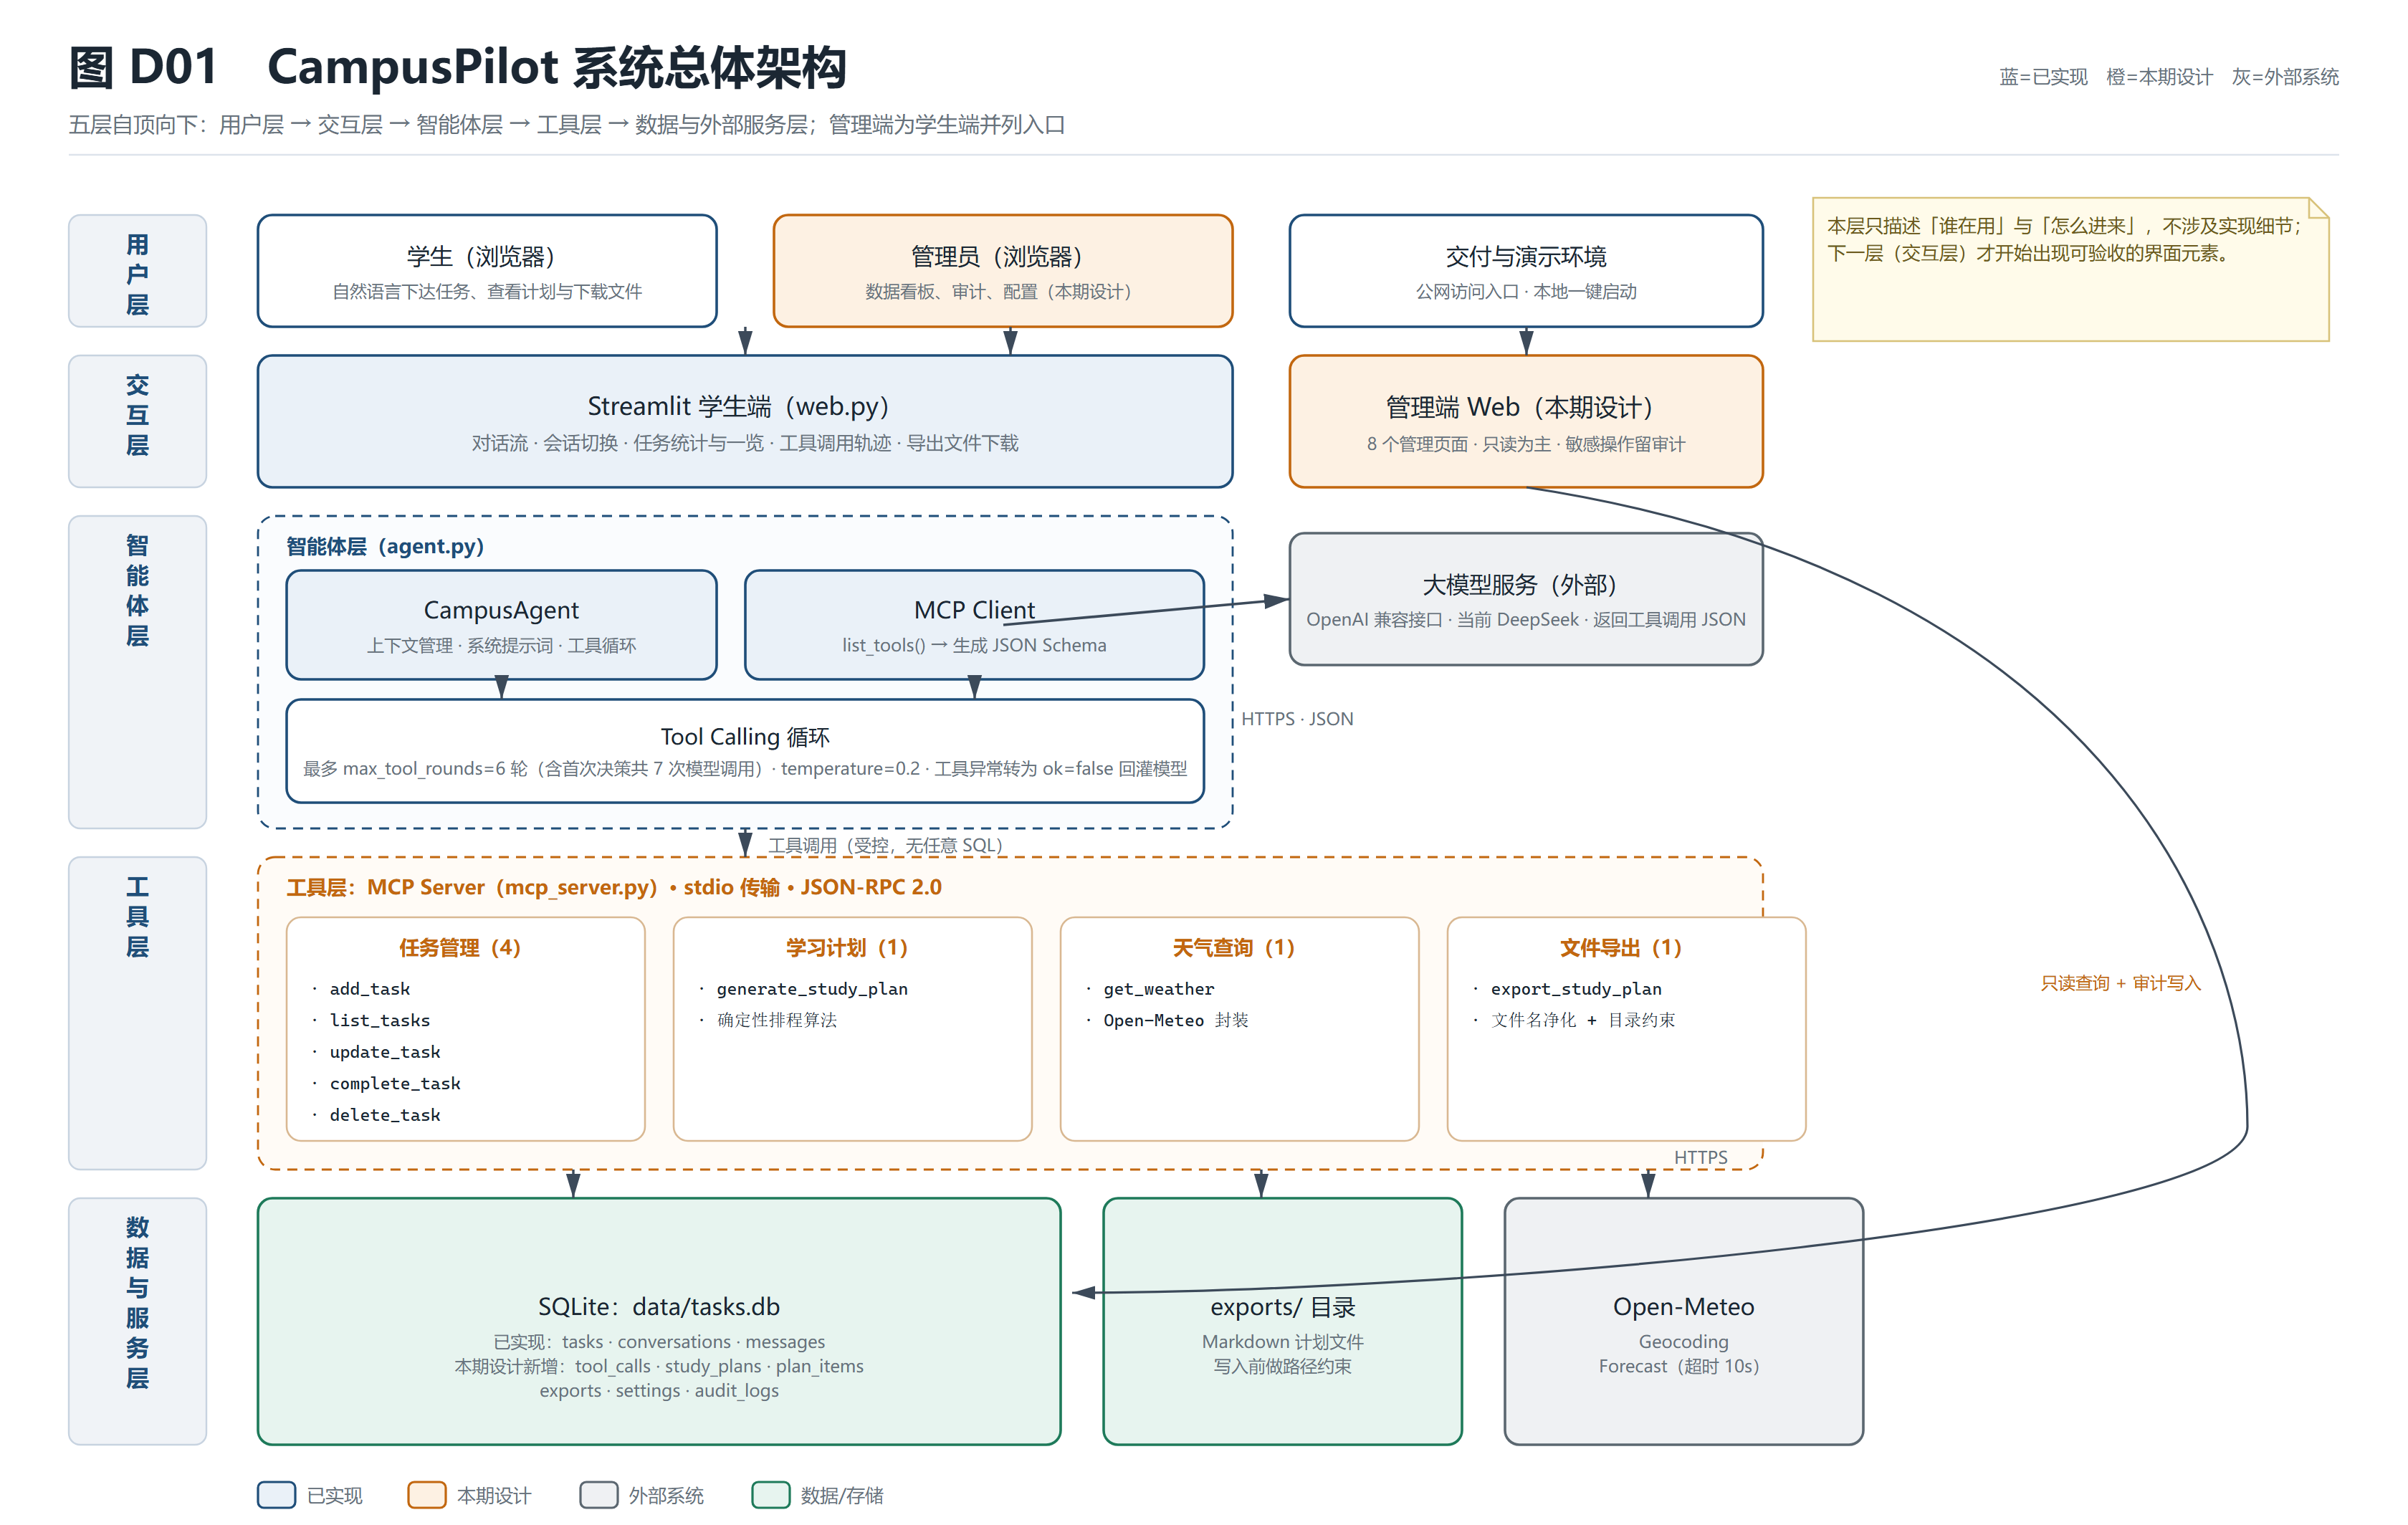 图 D01 CampusPilot 系统总体架构
蓝=已实现 橙=本期设计 灰=外部系统
五层自顶向下：用户层 → 交互层 → 智能体层 → 工具层 → 数据与外部服务层；管理端为学生端并列入口
用户层
学生（浏览器）
自然语言下达任务、查看计划与下载文件
管理员（浏览器）
数据看板、审计、配置（本期设计）
交付与演示环境
公网访问入口 · 本地一键启动
本层只描述「谁在用」与「怎么进来」，不涉及实现细节；
下一层（交互层）才开始出现可验收的界面元素。
交互层
Streamlit 学生端（web.py）
对话流 · 会话切换 · 任务统计与一览 · 工具调用轨迹 · 导出文件下载
管理端 Web（本期设计）
8 个管理页面 · 只读为主 · 敏感操作留审计
智能体层
智能体层（agent.py）
CampusAgent
上下文管理 · 系统提示词 · 工具循环
MCP Client
list_tools() → 生成 JSON Schema
大模型服务（外部）
OpenAI 兼容接口 · 当前 DeepSeek · 返回工具调用 JSON
HTTPS · JSON
Tool Calling 循环
最多 max_tool_rounds=6 轮（含首次决策共 7 次模型调用）· temperature=0.2 · 工具异常转为 ok=false 回灌模型
工具调用（受控，无任意 SQL）
工具层
工具层：MCP Server（mcp_server.py）• stdio 传输 • JSON-RPC 2.0
任务管理（4）
· add_task
· list_tasks
· update_task
· complete_task
· delete_task
学习计划（1）
· generate_study_plan
· 确定性排程算法
天气查询（1）
· get_weather
· Open-Meteo 封装
文件导出（1）
· export_study_plan
· 文件名净化 + 目录约束
只读查询 + 审计写入
HTTPS
数据与服务层
SQLite：data/tasks.db
已实现：tasks · conversations · messages
本期设计新增：tool_calls · study_plans · plan_items
exports · settings · audit_logs
exports/ 目录
Markdown 计划文件
写入前做路径约束
Open-Meteo
Geocoding
Forecast（超时 10s）
已实现
本期设计
外部系统
数据/存储